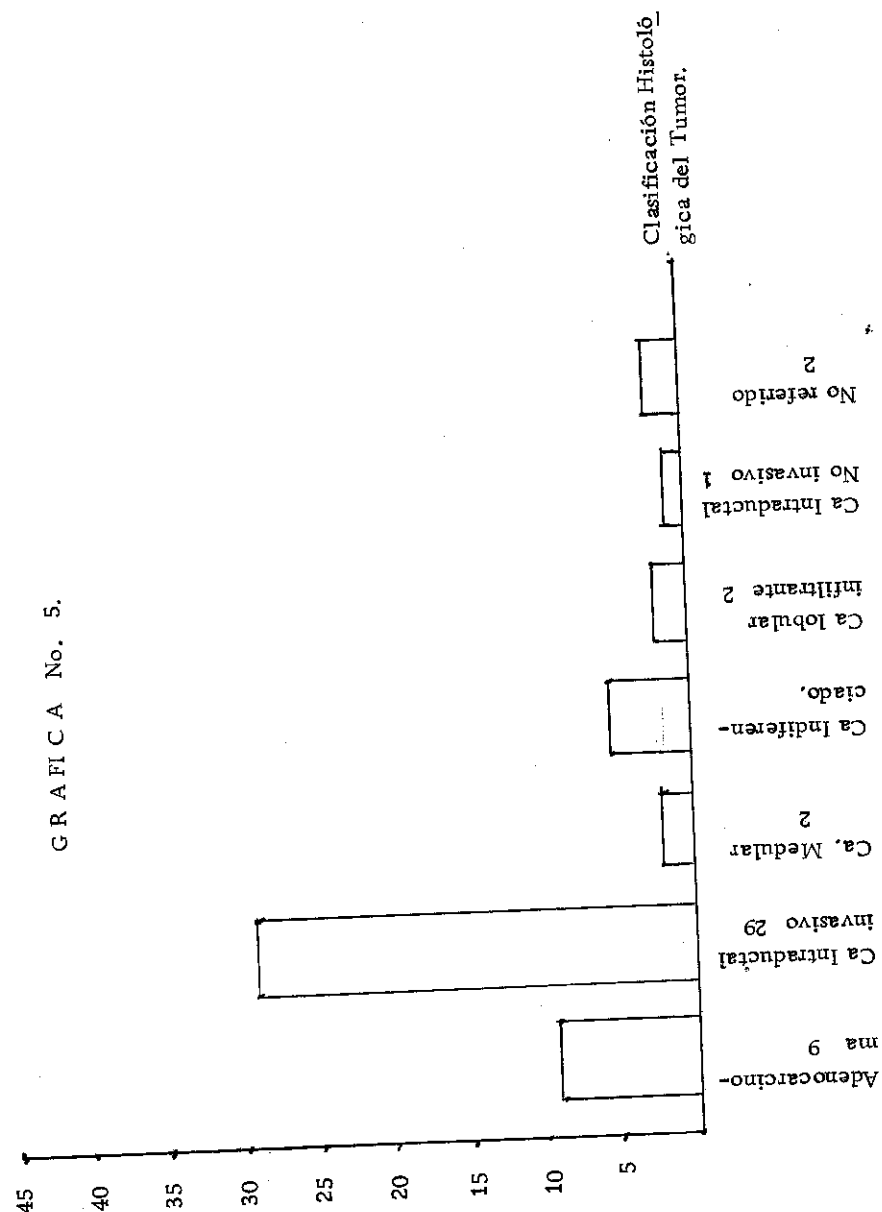 GRAFICA No. 5.
45
40
35
30
25
20
15
10
5
Adenocarcino-
ma 9
Ca Intraductal
invasivo 29
Ca, Medular
2
Ca Indiferen-
ciado.
Ca lobular
infiltrante 2
Ca Intraductal
No invasivo 1
No referido
2
Clasificación Histoló
gica del Tumor.